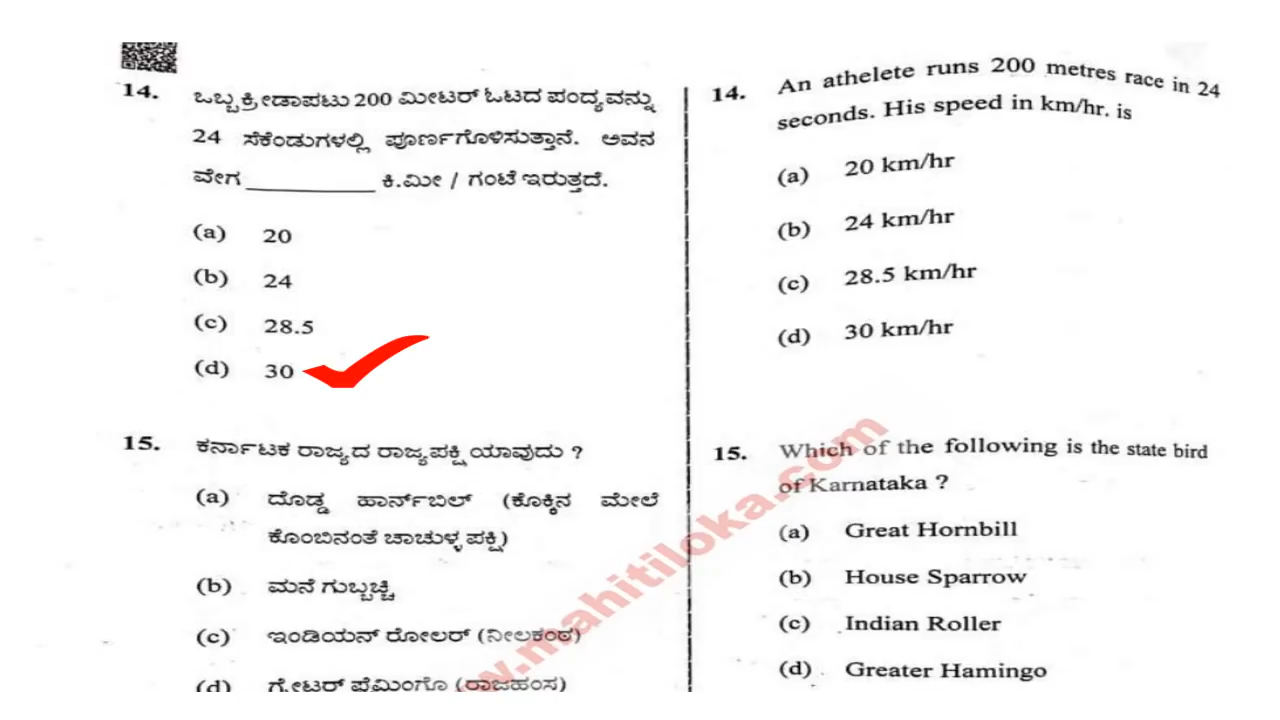 14. ಒಬ್ಬ ಕ್ರೀಡಾಪಟು 200 ಮೀಟರ್ ಓಟದ ಪಂದ್ಯವನ್ನು
24 ಸೆಕೆಂಡುಗಳಲ್ಲಿ ಪೂರ್ಣಗೊಳಿಸುತ್ತಾನೆ. ಅವನ
ವೇಗ __________ ಕಿ.ಮೀ / ಗಂಟೆ ಇರುತ್ತದೆ.
(a) 20
(b) 24
(c) 28.5
(d) 30
15. ಕರ್ನಾಟಕ ರಾಜ್ಯದ ರಾಜ್ಯಪಕ್ಷಿ ಯಾವುದು ?
(a) ದೊಡ್ಡ ಹಾರ್ನ್‌ಬಿಲ್ (ಕೊಕ್ಕಿನ ಮೇಲೆ
ಕೊಂಬಿನಂತೆ ಚಾಚುಳ್ಳ ಪಕ್ಷಿ)
(b) ಮನೆ ಗುಬ್ಬಚ್ಚಿ
(c) ಇಂಡಿಯನ್ ರೋಲರ್ (ನೀಲಕಂಠ)
(d) ಗ್ರೇಟರ್ ಫೆಮಿಂಗೊ (ರಾಜಹಂಸ)
14. An athelete runs 200 metres race in 24
seconds. His speed in km/hr. is
(a) 20 km/hr
(b) 24 km/hr
(c) 28.5 km/hr
(d) 30 km/hr
15. Which of the following is the state bird
of Karnataka ?
(a) Great Hornbill
(b) House Sparrow
(c) Indian Roller
(d) Greater Hamingo
w.mahitiloka.com